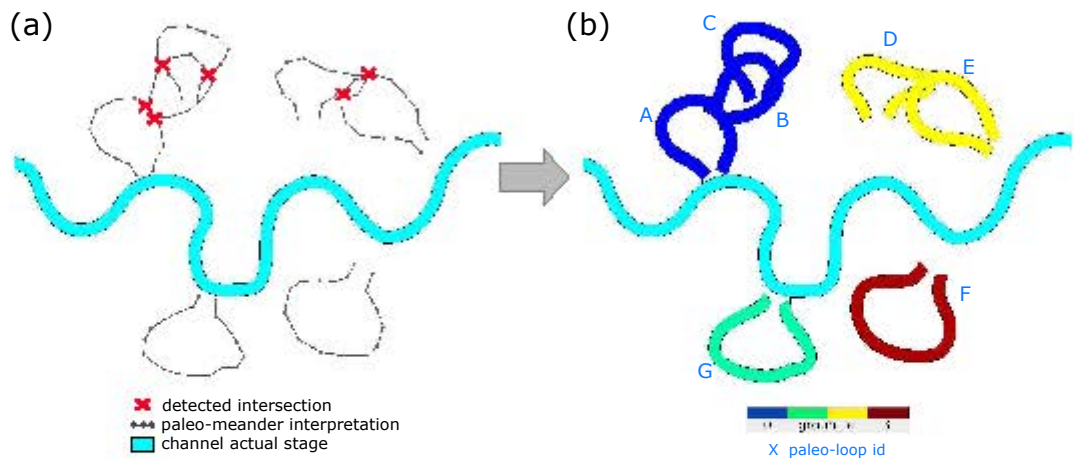 (a)
(b)
C
D
E
A
B
F
G
detected intersection
paleo-meander interpretation
channel actual stage
X paleo-loop id